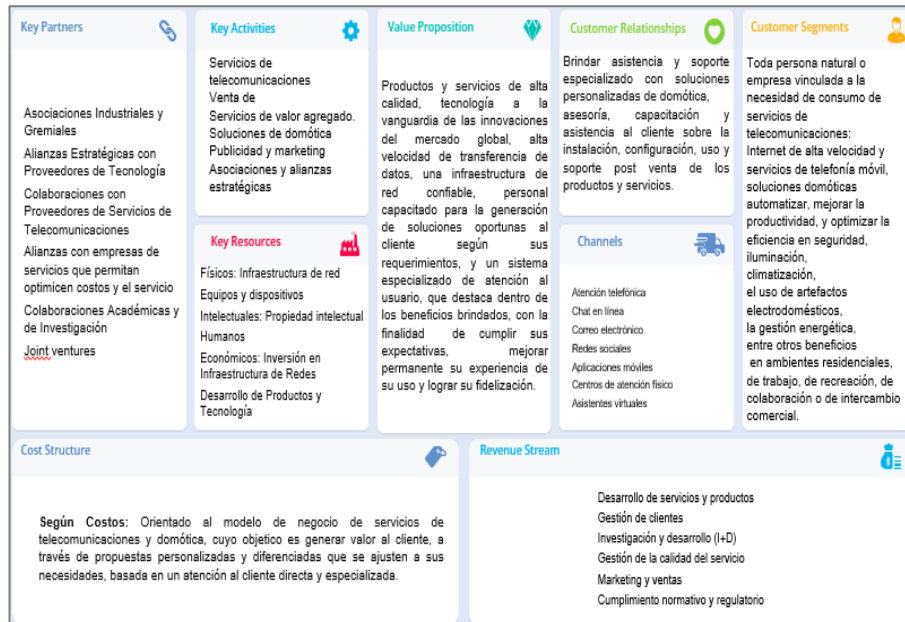 Key Partners
Asociaciones Industriales y
Gremiales
Alianzas Estratégicas con
Proveedores de Tecnología
Colaboraciones con
Proveedores de Servicios de
Telecomunicaciones
Alianzas con empresas de
servicios que permitan
optimicen costos y el servicio
Colaboraciones Académicas y
de Investigación
Joint ventures
Key Activities
Servicios de
telecomunicaciones
Venta de
Servicios de valor agregado.
Soluciones de domótica
Publicidad y marketing
Asociaciones y alianzas
estratégicas
Key Resources
Físicos: Infraestructura de red
Equipos y dispositivos
Intelectuales: Propiedad intelectual
Humanos
Económicos: Inversión en
Infraestructura de Redes
Desarrollo de Productos y
Tecnología
Value Proposition
Productos y servicios de alta
calidad, tecnología a la
vanguardia de las innovaciones
del mercado global, alta
velocidad de transferencia de
datos, una infraestructura de
red confiable, personal
capacitado para la generación
de soluciones oportunas al
cliente según sus
requerimientos, y un sistema
especializado de atención al
usuario, que destaca dentro de
los beneficios brindados, con la
finalidad de cumplir sus
expectativas, mejorar
permanente su experiencia de
su uso y lograr su fidelización.
Customer Relationships
Brindar asistencia y soporte
especializado con soluciones
personalizadas de domótica,
asesoría, capacitación y
asistencia al cliente sobre la
instalación, configuración, uso y
soporte post venta de los
productos y servicios.
Channels
Atención telefónica
Chat en línea
Correo electrónico
Redes sociales
Aplicaciones móviles
Centros de atención físico
Asistentes virtuales
Customer Segments
Toda persona natural o
empresa vinculada a la
necesidad de consumo de
servicios de
telecomunicaciones:
Internet de alta velocidad y
servicios de telefonía móvil,
soluciones domóticas
automatizar, mejorar la
productividad, y optimizar la
eficiencia en seguridad,
iluminación,
climatización,
el uso de artefactos
electrodomésticos,
la gestión energética,
entre otros beneficios
en ambientes residenciales,
de trabajo, de recreación, de
colaboración o de intercambio
comercial.
Cost Structure
Según Costos: Orientado al modelo de negocio de servicios de
telecomunicaciones y domótica, cuyo objetico es generar valor al cliente, a
través de propuestas personalizadas y diferenciadas que se ajusten a sus
necesidades, basada en un atención al cliente directa y especializada.
Revenue Stream
Desarrollo de servicios y productos
Gestión de clientes
Investigación y desarrollo (I+D)
Gestión de la calidad del servicio
Marketing y ventas
Cumplimiento normativo y regulatorio